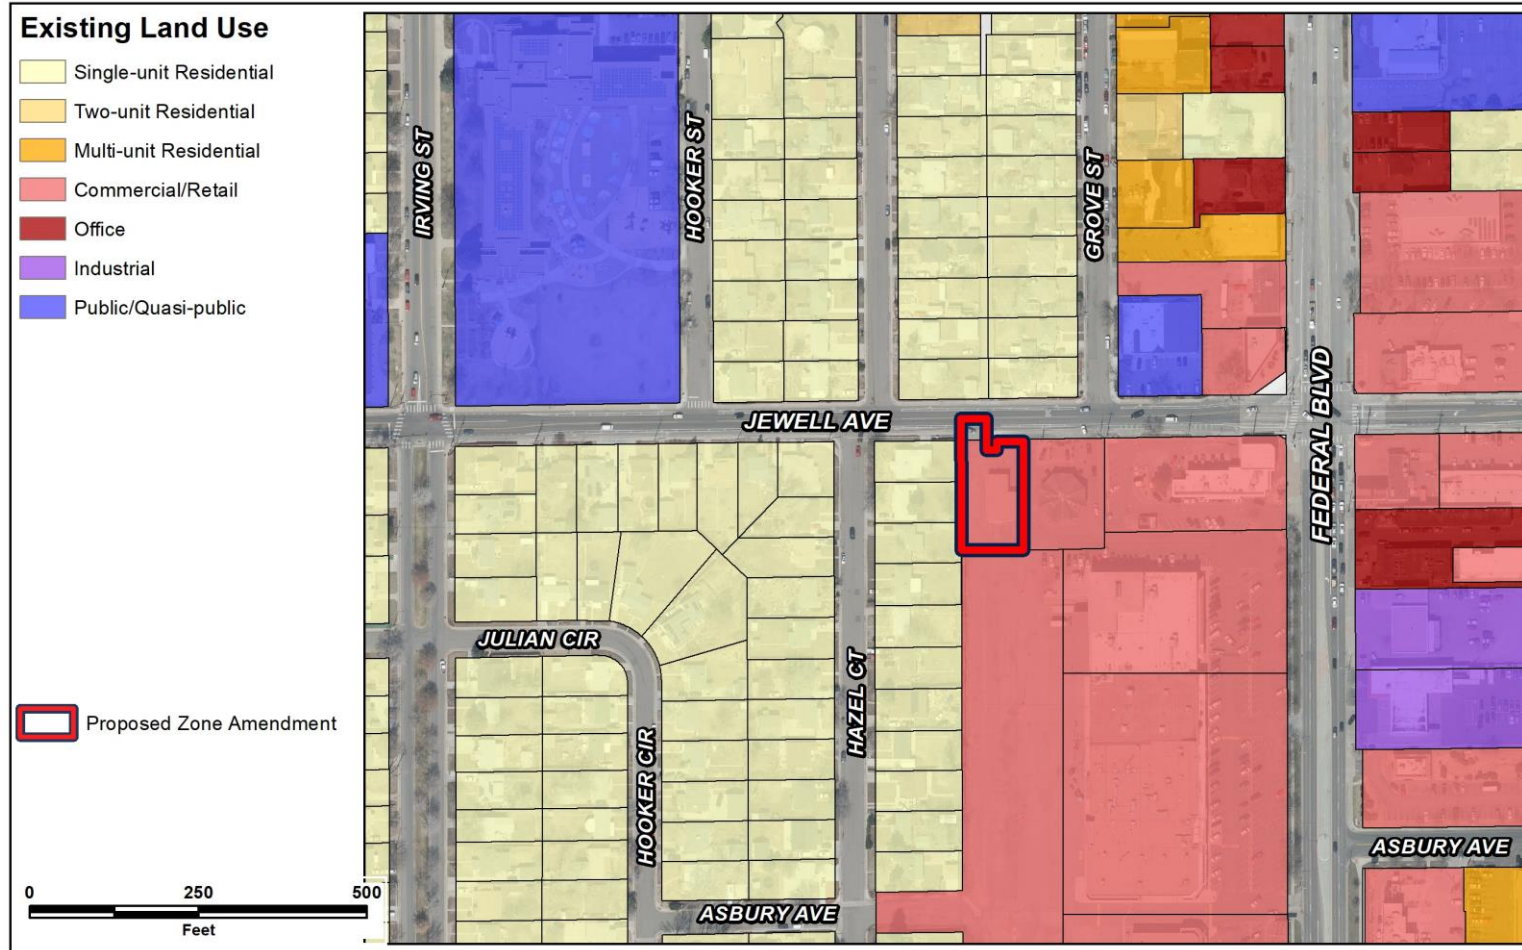 Existing Land Use
Single-unit Residential
Two-unit Residential
Multi-unit Residential
Commercial/Retail
Office
Industrial
Public/Quasi-public
Proposed Zone Amendment
0 250 500
Feet
IRVING ST
HOOKER ST
GROVE ST
FEDERAL BLVD
JEWELL AVE
JULIAN CIR
HOOKER CIR
HAZEL CT
ASBURY AVE
ASBURY AVE